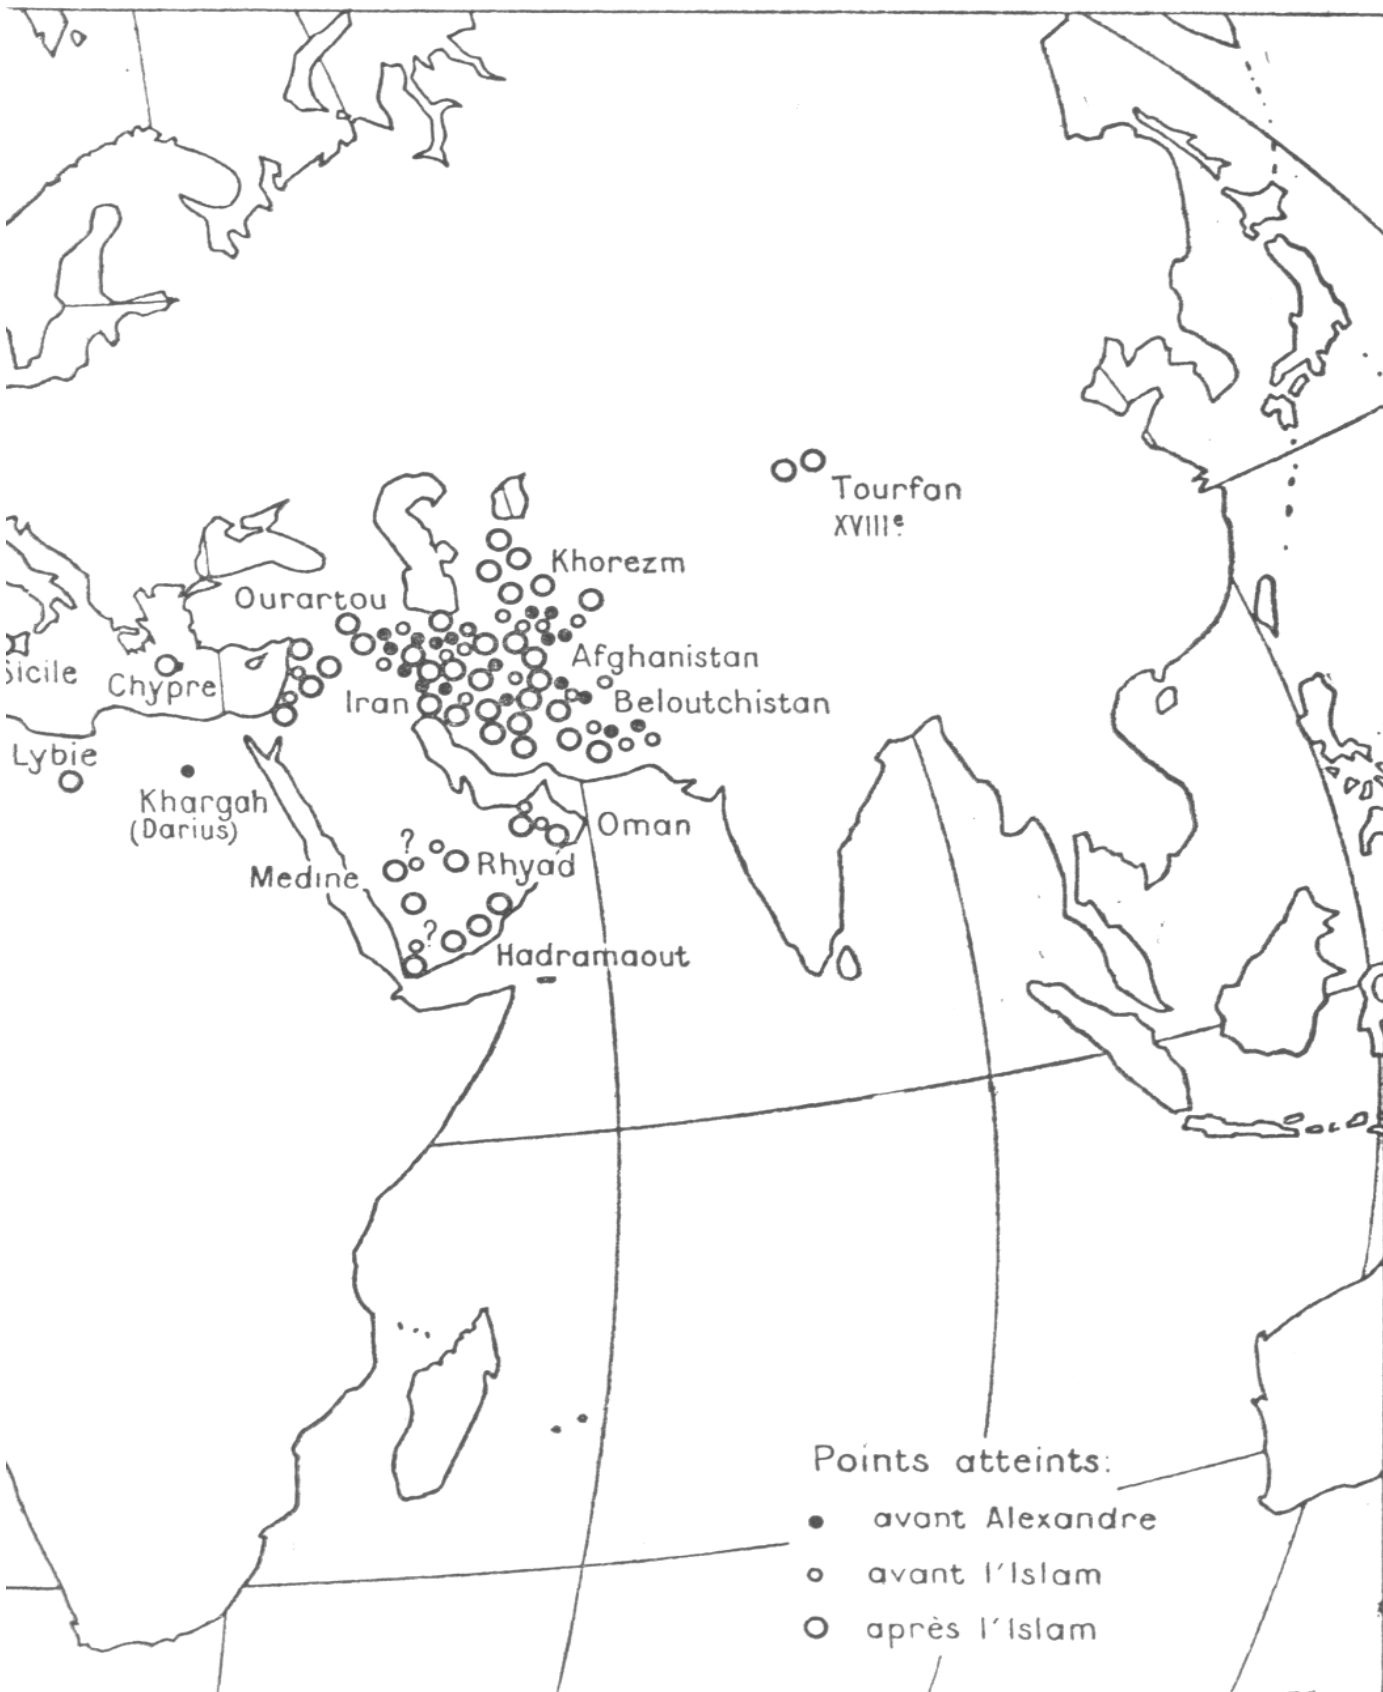 Tourfan
XVIIIe
Khorezm
Ourartou
Afghanistan
Sicile
Chypre
Iran
Beloutchistan
Lybie
Khargah
(Darius)
Oman
?
Rhyad
Medine
?
Hadramaout
Points atteints:
avant Alexandre
avant l'Islam
après l'Islam